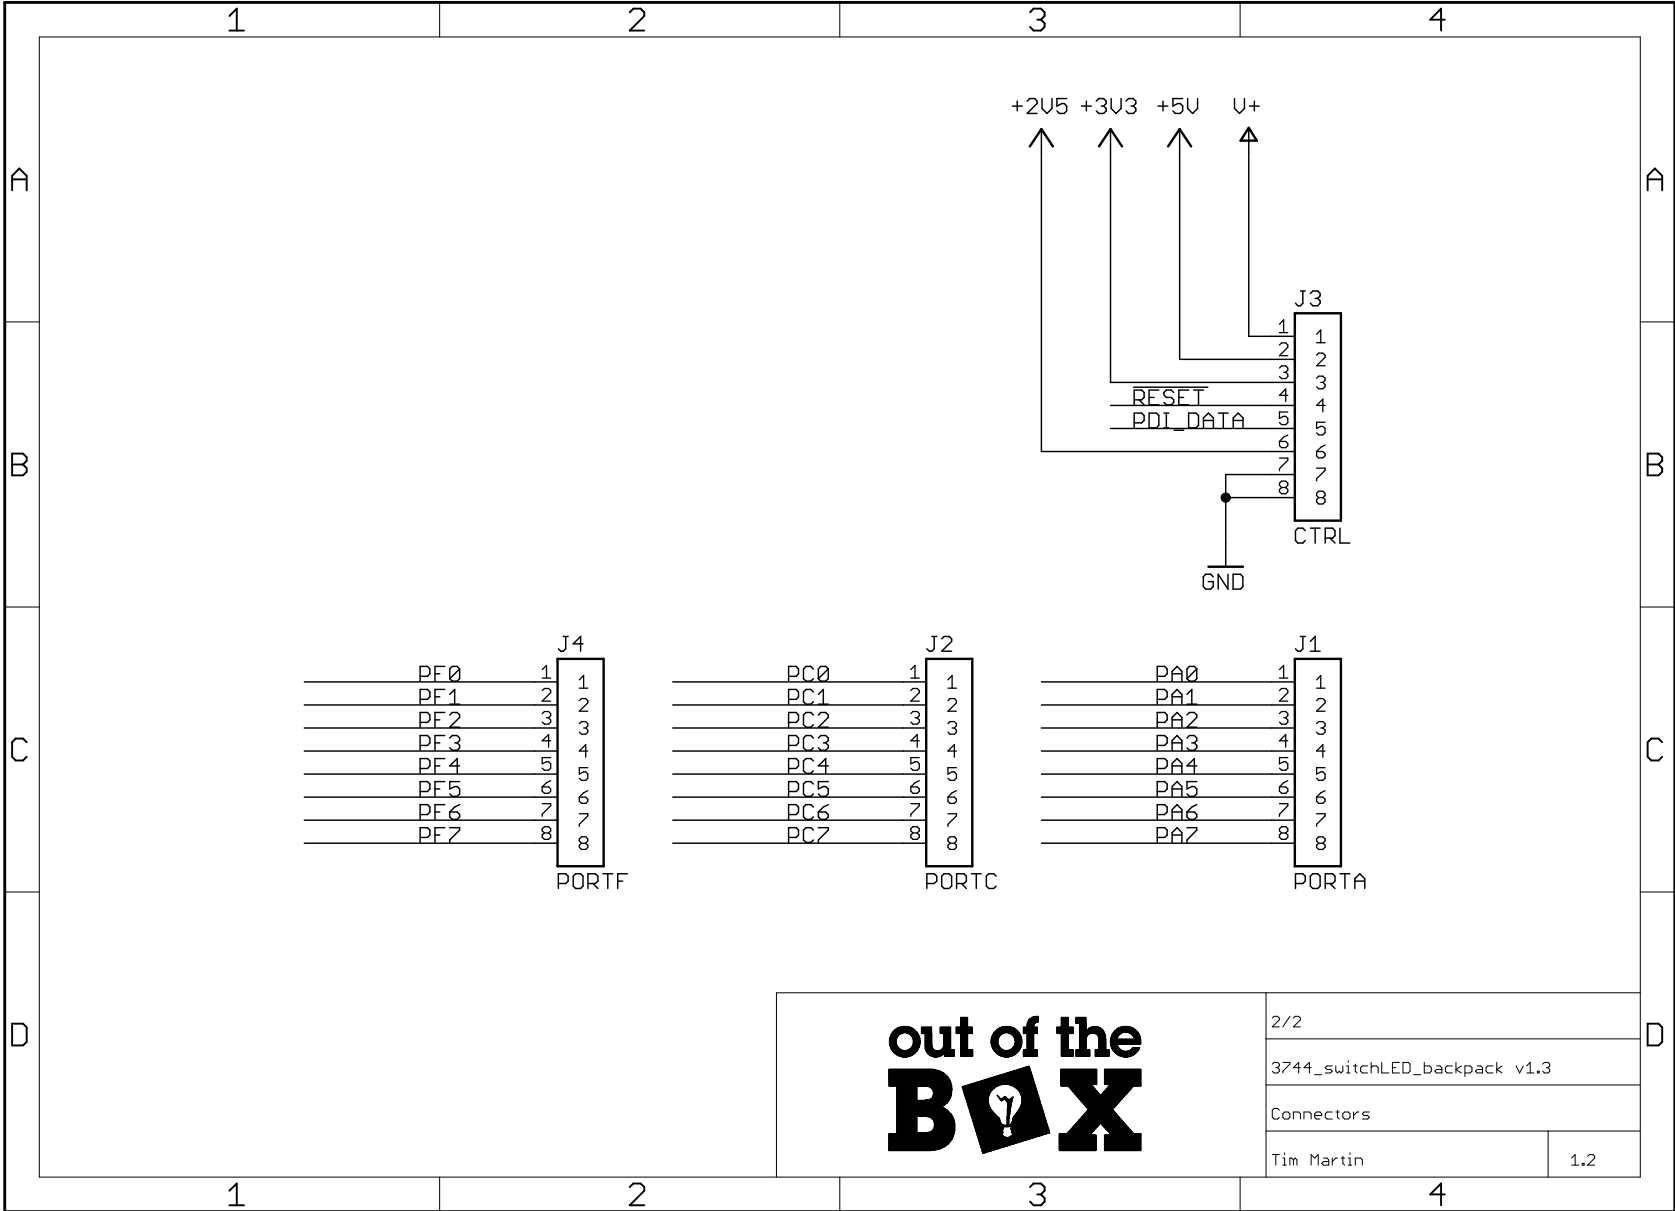 1 2 3 4
+2V5 +3V3 +5V V+
A A
J3
1 1
2 2
3 3
RESET 4 4
PDI_DATA 5 5
6 6
7 7
8 8
B B
CTRL
GND
J4 J2 J1
PF0 1 1 PC0 1 1 PA0 1 1
PF1 2 2 PC1 2 2 PA1 2 2
PF2 3 3 PC2 3 3 PA2 3 3
PF3 4 4 PC3 4 4 PA3 4 4
C C
PF4 5 5 PC4 5 5 PA4 5 5
PF5 6 6 PC5 6 6 PA5 6 6
PF6 7 7 PC6 7 7 PA6 7 7
PF7 8 8 PC7 8 8 PA7 8 8
PORTF PORTC PORTA
D D
out of the
BOX
2/2
3744_switchLED_backpack v1.3
Connectors
Tim Martin 1.2
1 2 3 4